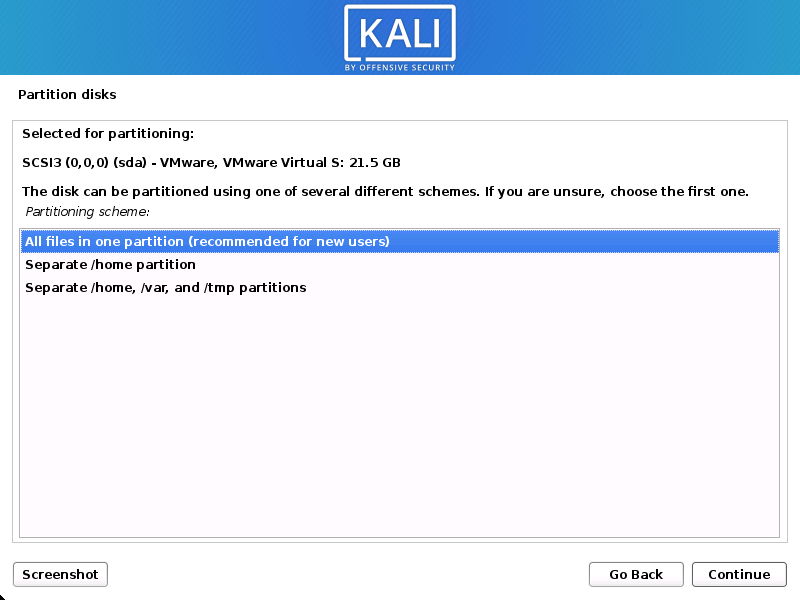 KALI
BY OFFENSIVE SECURITY
Partition disks
Selected for partitioning:
SCSI3 (0,0,0) (sda) - VMware, VMware Virtual S: 21.5 GB
The disk can be partitioned using one of several different schemes. If you are unsure, choose the first one.
Partitioning scheme:
All files in one partition (recommended for new users)
Separate /home partition
Separate /home, /var, and /tmp partitions
Screenshot
Go Back
Continue